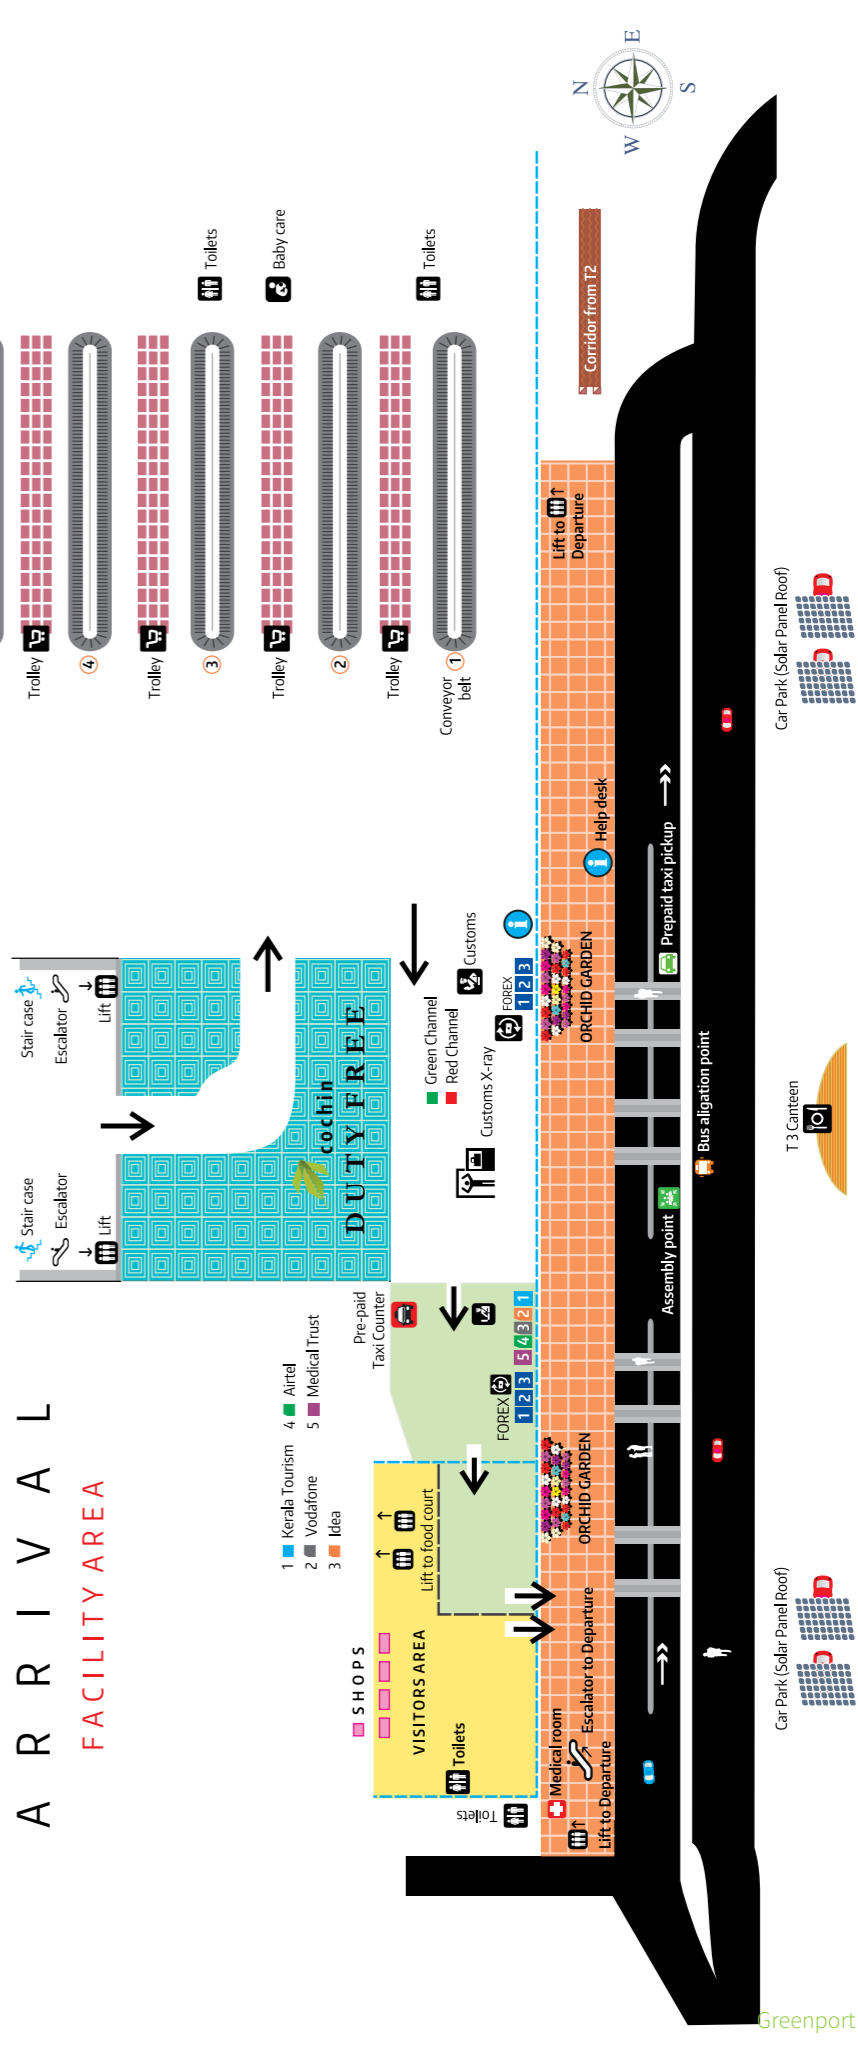 ARRIVAL
FACILITY AREA
Stair case
Escalator
Lift
Stair case
Escalator
Lift
Trolley
4
Trolley
3
Trolley
2
Trolley
Conveyor
belt
1
Toilets
Baby care
Toilets
cochin
DUTY FREE
1 Kerala Tourism
2 Vodafone
3 Idea
4 Airtel
5 Medical Trust
Pre-paid
Taxi Counter
Green Channel
Red Channel
Customs
Customs X-ray
FOREX
1 2 3
FOREX
1 2 3
5 4 3 2 1
SHOPS
VISITORS AREA
Lift to food court
Toilets
Toilets
Medical room
Escalator to Departure
Lift to Departure
ORCHID GARDEN
ORCHID GARDEN
Help desk
Lift to
Departure
Corridor from T2
N
E
S
W
Assembly point
Prepaid taxi pickup
Bus aligation point
Car Park (Solar Panel Roof)
T3 Canteen
Car Park (Solar Panel Roof)
Greenport